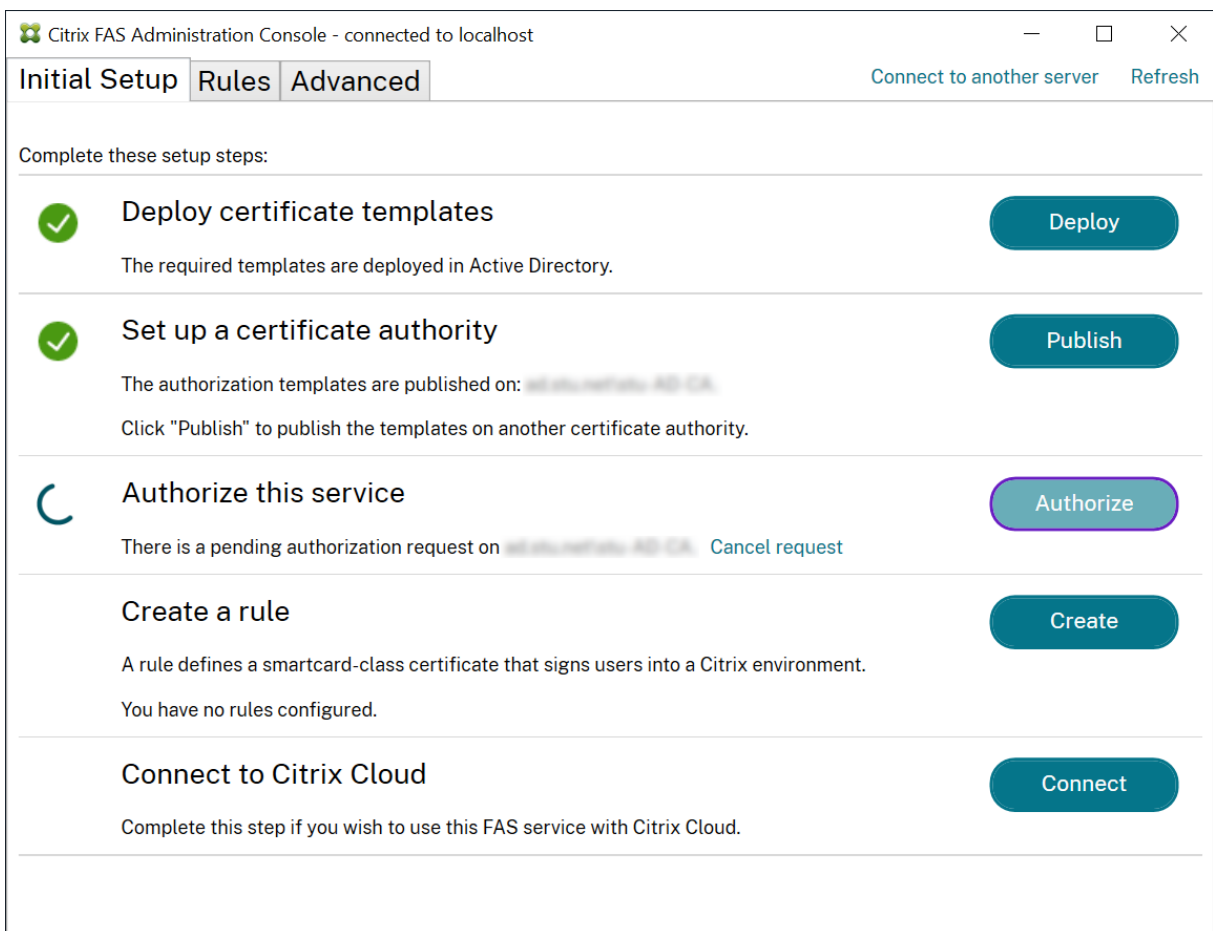 Citrix FAS Administration Console - connected to localhost
Initial Setup Rules Advanced Connect to another server Refresh
Complete these setup steps:
Deploy certificate templates
Deploy
The required templates are deployed in Active Directory.
Set up a certificate authority
Publish
The authorization templates are published on:
Click "Publish" to publish the templates on another certificate authority.
Authorize this service
Authorize
There is a pending authorization request on Cancel request
Create a rule
Create
A rule defines a smartcard-class certificate that signs users into a Citrix environment.
You have no rules configured.
Connect to Citrix Cloud
Connect
Complete this step if you wish to use this FAS service with Citrix Cloud.